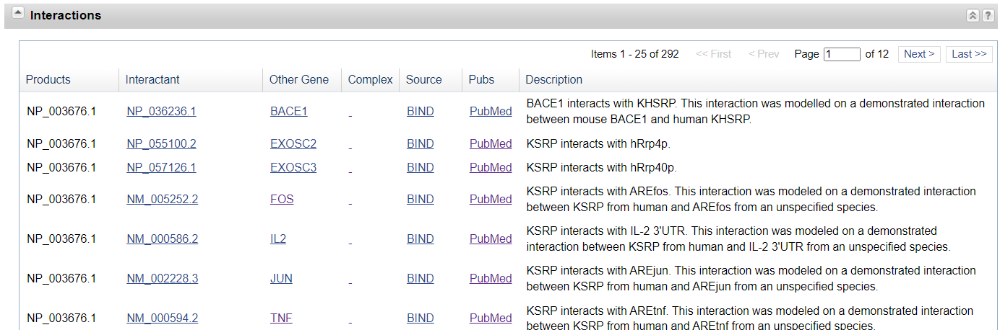 Interactions
Items 1 - 25 of 292 << First < Prev Page 1 of 12 Next > Last >>
Products Interactant Other Gene Complex Source Pubs Description
NP_003676.1 NP_036236.1 BACE1 BIND PubMed BACE1 interacts with KHSRP. This interaction was modelled on a demonstrated interaction
between mouse BACE1 and human KHSRP.
NP_003676.1 NP_055100.2 EXOSC2 BIND PubMed KSRP interacts with hRrp4p.
NP_003676.1 NP_057126.1 EXOSC3 BIND PubMed KSRP interacts with hRrp40p.
NP_003676.1 NM_005252.2 FOS BIND PubMed KSRP interacts with AREfos. This interaction was modeled on a demonstrated interaction
between KSRP from human and AREfos from an unspecified species.
NP_003676.1 NM_000586.2 IL2 BIND PubMed KSRP interacts with IL-2 3'UTR. This interaction was modeled on a demonstrated
interaction between KSRP from human and IL-2 3'UTR from an unspecified species.
NP_003676.1 NM_002228.3 JUN BIND PubMed KSRP interacts with AREjun. This interaction was modeled on a demonstrated interaction
between KSRP from human and AREjun from an unspecified species.
NP_003676.1 NM_000594.2 TNF BIND PubMed KSRP interacts with AREtnf. This interaction was modeled on a demonstrated interaction
between KSRP from human and AREtnf from an unspecified species.